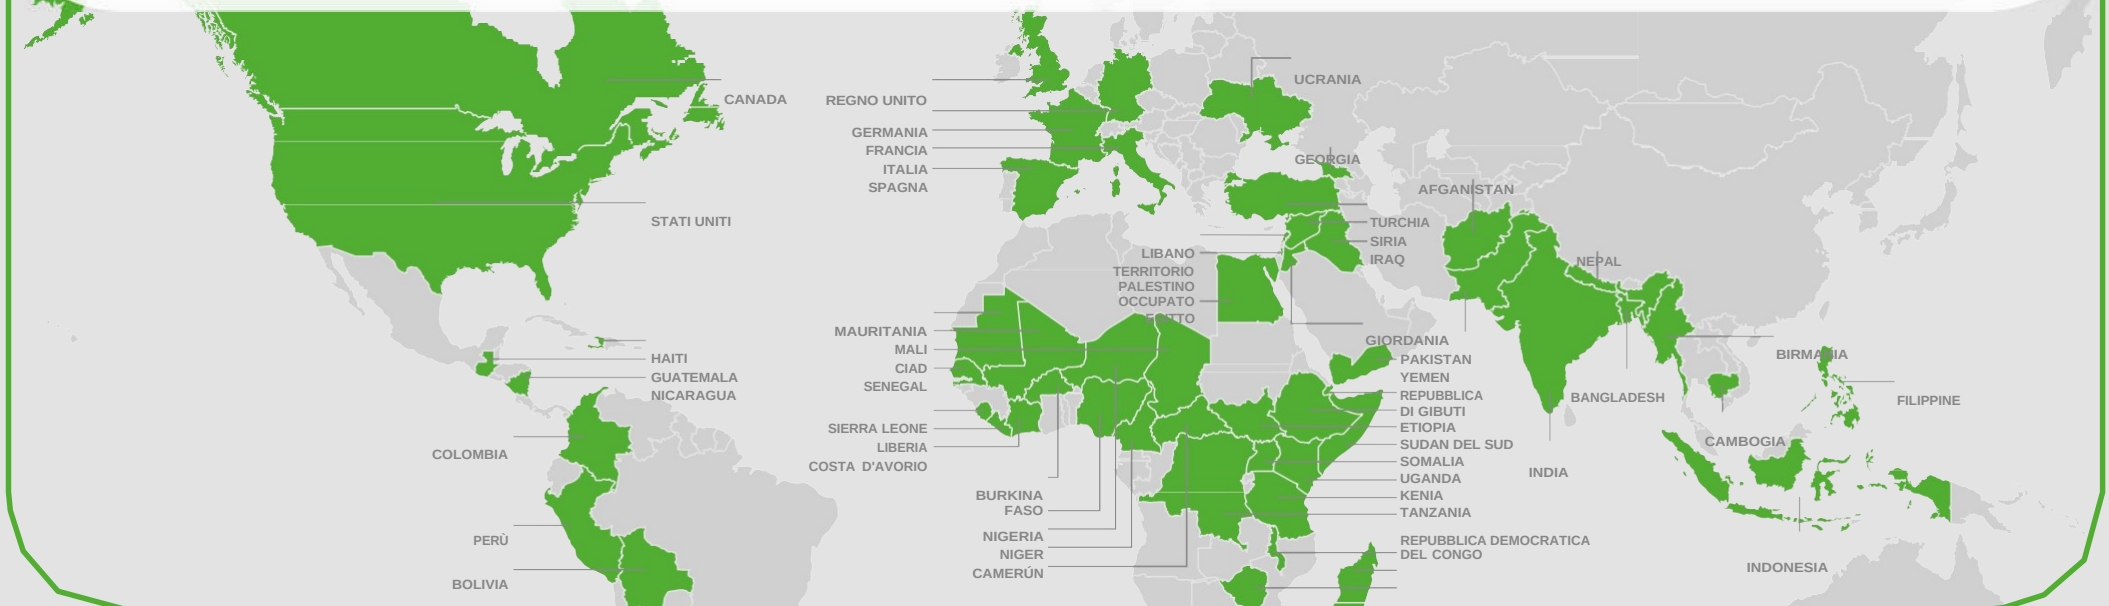 CANADA
STATI UNITI
HAITI
GUATEMALA
NICARAGUA
COLOMBIA
PERÙ
BOLIVIA
REGNO UNITO
GERMANIA
FRANCIA
ITALIA
SPAGNA
UCRANIA
GEORGIA
AFGANISTAN
TURCHIA
SIRIA
IRAQ
LIBANO
TERRITORIO
PALESTINO
OCCUPATO
EGITTO
MAURITANIA
MALI
CIAD
SENEGAL
SIERRA LEONE
LIBERIA
COSTA D'AVORIO
BURKINA
FASO
NIGERIA
NIGER
CAMERÚN
GIORDANIA
PAKISTAN
YEMEN
REPUBBLICA
DI GIBUTI
ETIOPIA
SUDAN DEL SUD
SOMALIA
UGANDA
KENIA
TANZANIA
REPUBBLICA DEMOCRATICA
DEL CONGO
NEPAL
BANGLADESH
INDIA
BIRMANIA
FILIPPINE
CAMBOGIA
INDONESIA